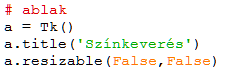 # ablak
a = Tk()
a.title('Színkeverés')
a.resizable(False,False)